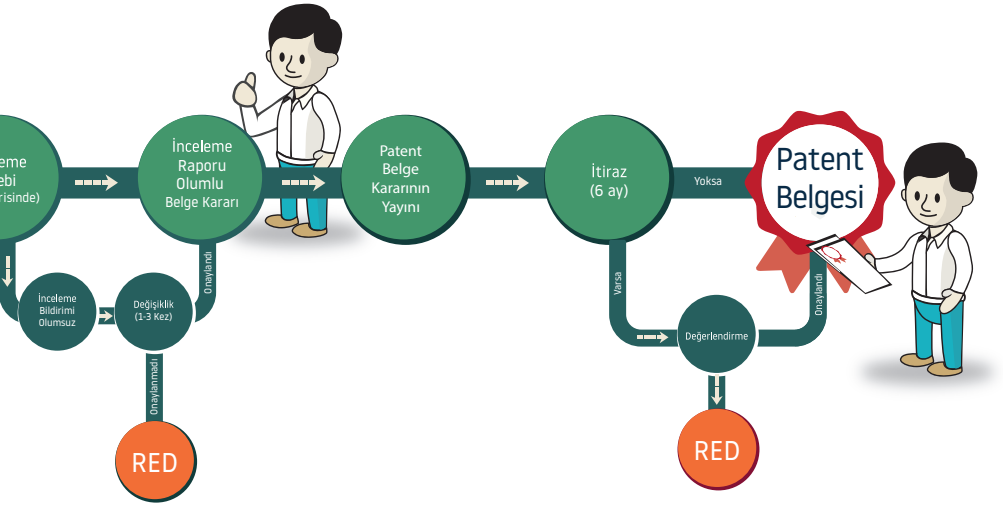 İnceleme
Raporu
Olumlu
Belge Kararı
Patent
Belge
Kararının
Yayını
İtiraz
(6 ay)
Yoksa
Patent
Belgesi
İnceleme
Bildirimi
Olumsuz
Değişiklik
(1-3 Kez)
Onaylandı
Onaylanmadı
RED
Varsa
Değerlendirme
Onaylandı
RED